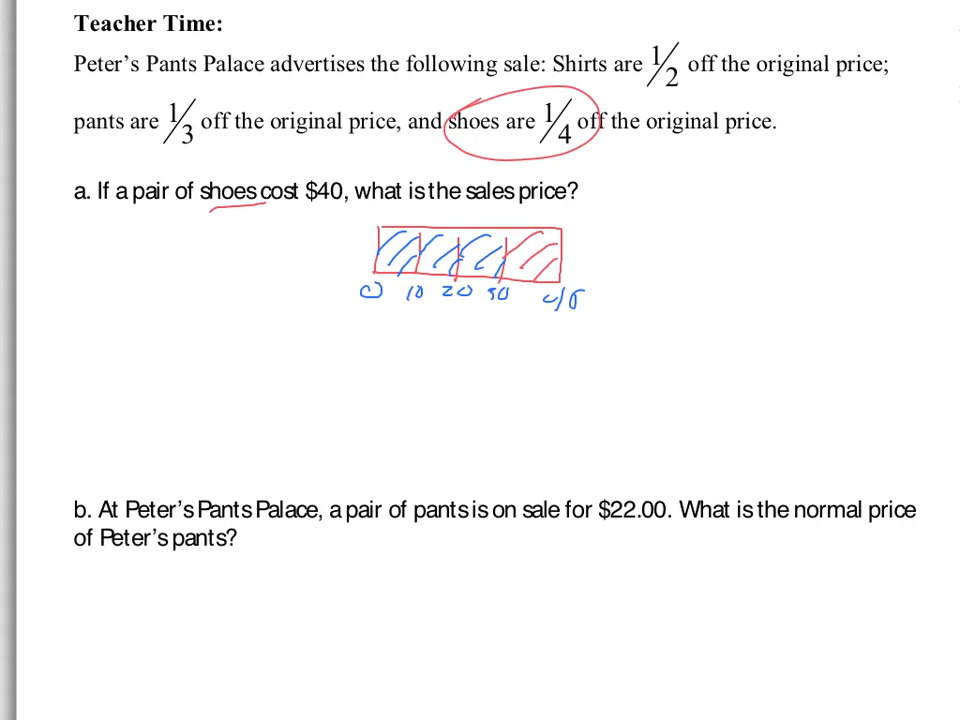 Teacher Time:
Peter's Pants Palace advertises the following sale: Shirts are 1/2 off the original price;
pants are 1/3 off the original price, and shoes are 1/4 off the original price.
a. If a pair of shoes cost $40, what is the sales price?
0 10 20 30 40
b. At Peter's Pants Palace, a pair of pants is on sale for $22.00. What is the normal price
of Peter's pants?